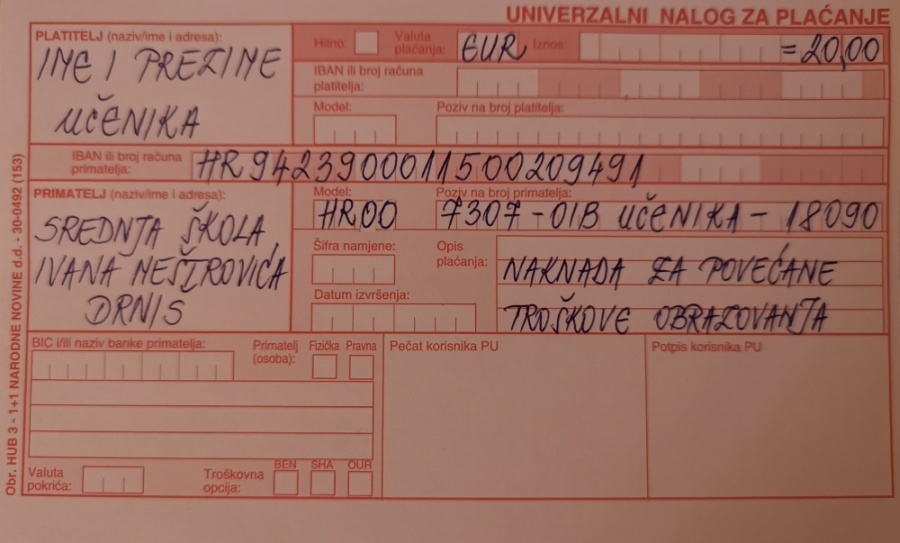 UNIVERZALNI NALOG ZA PLAĆANJE
PLATITELJ (naziv/ime i adresa):
IME I PREZIME
UČENIKA
Hitno:
Valuta plaćanja: EUR Iznos: =20,00
IBAN ili broj računa platitelja:
Model: Poziv na broj platitelja:
IBAN ili broj računa primatelja: HR9423900011500209491
PRIMATELJ (naziv/ime i adresa):
SREDNJA ŠKOLA
IVANA MEŠTROVIĆA
DRNIS
Model: Poziv na broj primatelja:
HR00 7307-OIB UČENIKA-18090
Šifra namjene:
Opis plaćanja:
NAKNADA ZA POVEĆANE
TROŠKOVE OBRAZOVANJA
Datum izvršenja:
BIC i/ili naziv banke primatelja:
Primatelj (osoba): Fizička Pravna
Pečat korisnika PU
Potpis korisnika PU
Valuta pokrića:
Troškovna opcija: BEN SHA OUR
Obr. HUB 3 - 1+1 NARODNE NOVINE d.d. - 30-0492 (153)